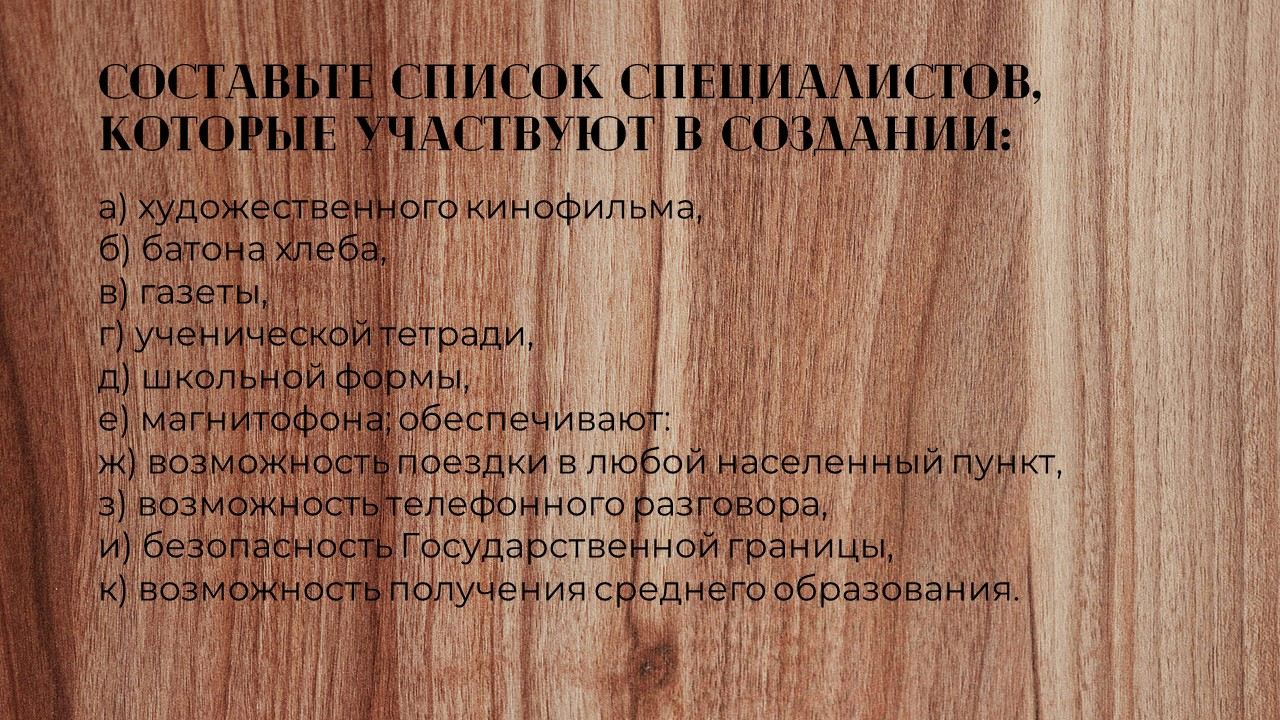 СОСТАВЬТЕ СПИСОК СПЕЦИАЛИСТОВ,
КОТОРЫЕ УЧАСТВУЮТ В СОЗДАНИИ:
а) художественного кинофильма,
б) батона хлеба,
в) газеты,
г) ученической тетради,
д) школьной формы,
е) магнитофона; обеспечивают:
ж) возможность поездки в любой населенный пункт,
з) возможность телефонного разговора,
и) безопасность Государственной границы,
к) возможность получения среднего образования.